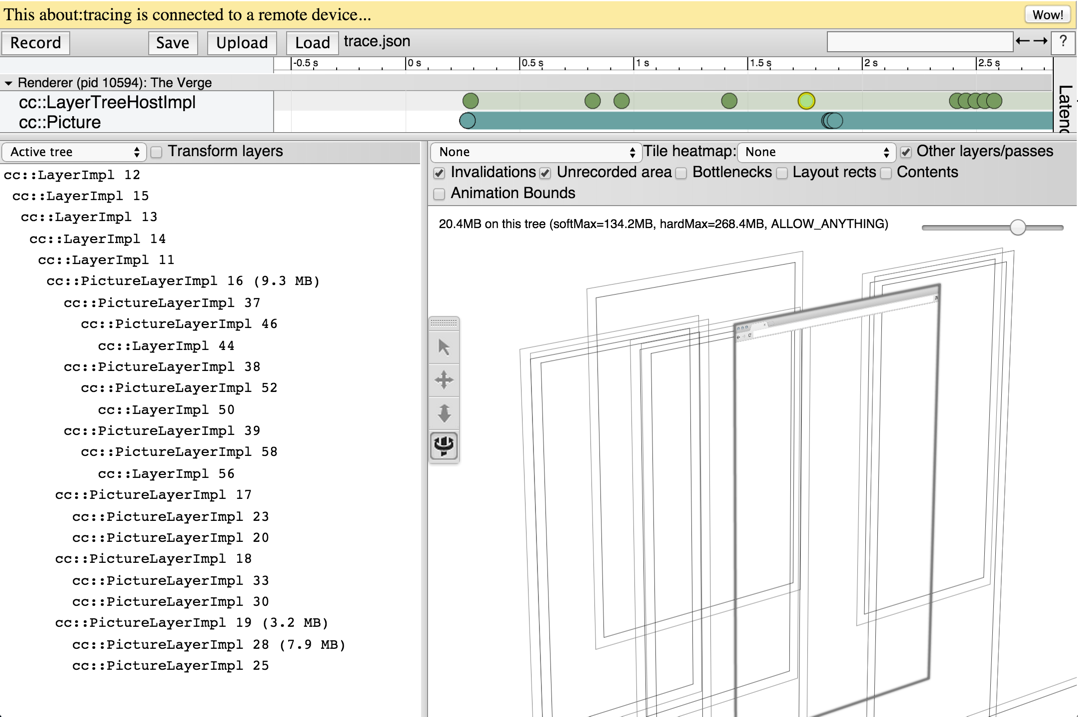 This about:tracing is connected to a remote device... Wow!
Record Save Upload Load trace.json ?
-0.5 s 0 s 0.5 s 1 s 1.5 s 2 s 2.5 s
Renderer (pid 10594): The Verge
cc::LayerTreeHostImpl
cc::Picture
Active tree Transform layers
cc::LayerImpl 12
cc::LayerImpl 15
cc::LayerImpl 13
cc::LayerImpl 14
cc::LayerImpl 11
cc::PictureLayerImpl 16 (9.3 MB)
cc::PictureLayerImpl 37
cc::PictureLayerImpl 46
cc::LayerImpl 44
cc::PictureLayerImpl 38
cc::PictureLayerImpl 52
cc::LayerImpl 50
cc::PictureLayerImpl 39
cc::PictureLayerImpl 58
cc::LayerImpl 56
cc::PictureLayerImpl 17
cc::PictureLayerImpl 23
cc::PictureLayerImpl 20
cc::PictureLayerImpl 18
cc::PictureLayerImpl 33
cc::PictureLayerImpl 30
cc::PictureLayerImpl 19 (3.2 MB)
cc::PictureLayerImpl 28 (7.9 MB)
cc::PictureLayerImpl 25
None Tile heatmap: None Other layers/passes
Invalidations Unrecorded area Bottlenecks Layout rects Contents
Animation Bounds
20.4MB on this tree (softMax=134.2MB, hardMax=268.4MB, ALLOW_ANYTHING)